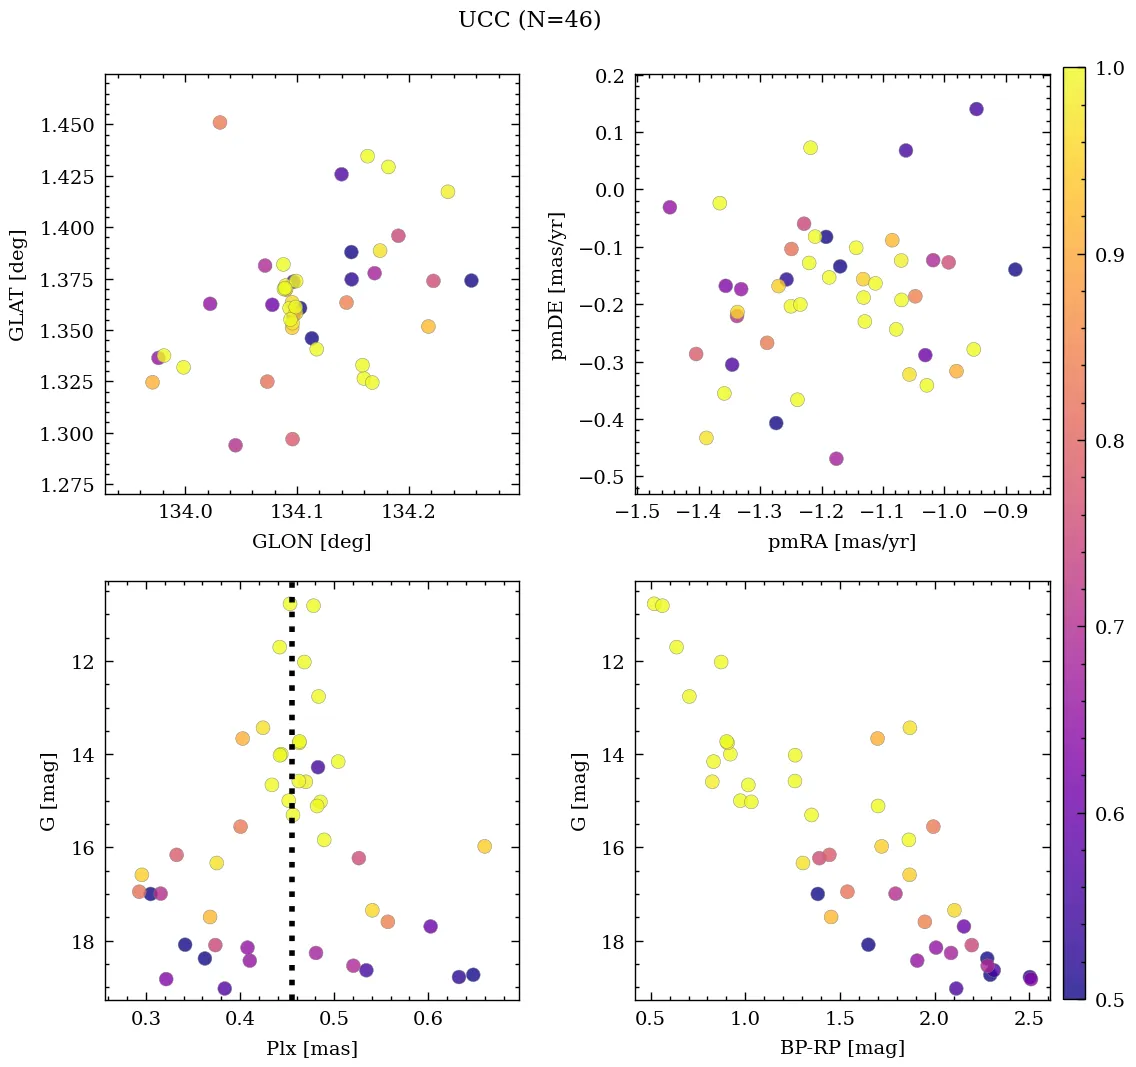 UCC (N=46)
1.450
1.425
1.400
1.375
1.350
1.325
1.300
1.275
GLAT [deg]
134.0 134.1 134.2
GLON [deg]
0.2
0.1
0.0
−0.1
−0.2
−0.3
−0.4
−0.5
pmDE [mas/yr]
−1.5 −1.4 −1.3 −1.2 −1.1 −1.0 −0.9
pmRA [mas/yr]
12
14
16
18
G [mag]
0.3 0.4 0.5 0.6
Plx [mas]
12
14
16
18
G [mag]
0.5 1.0 1.5 2.0 2.5
BP-RP [mag]
1.0
0.9
0.8
0.7
0.6
0.5